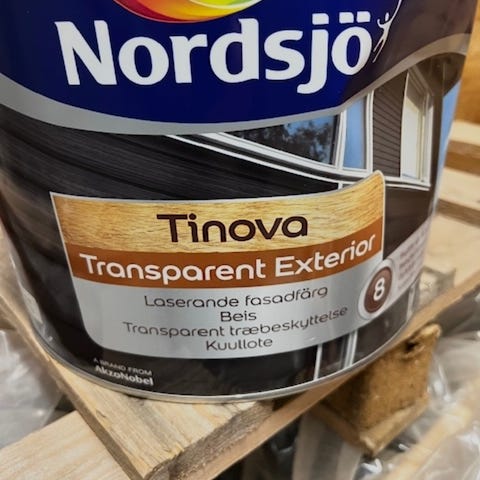 Nordsjö
Tinova
Transparent Exterior
Laserande fasadfärg
Beis
Transparent træbeskyttelse
Kuullote
8
A BRAND FROM
AkzoNobel